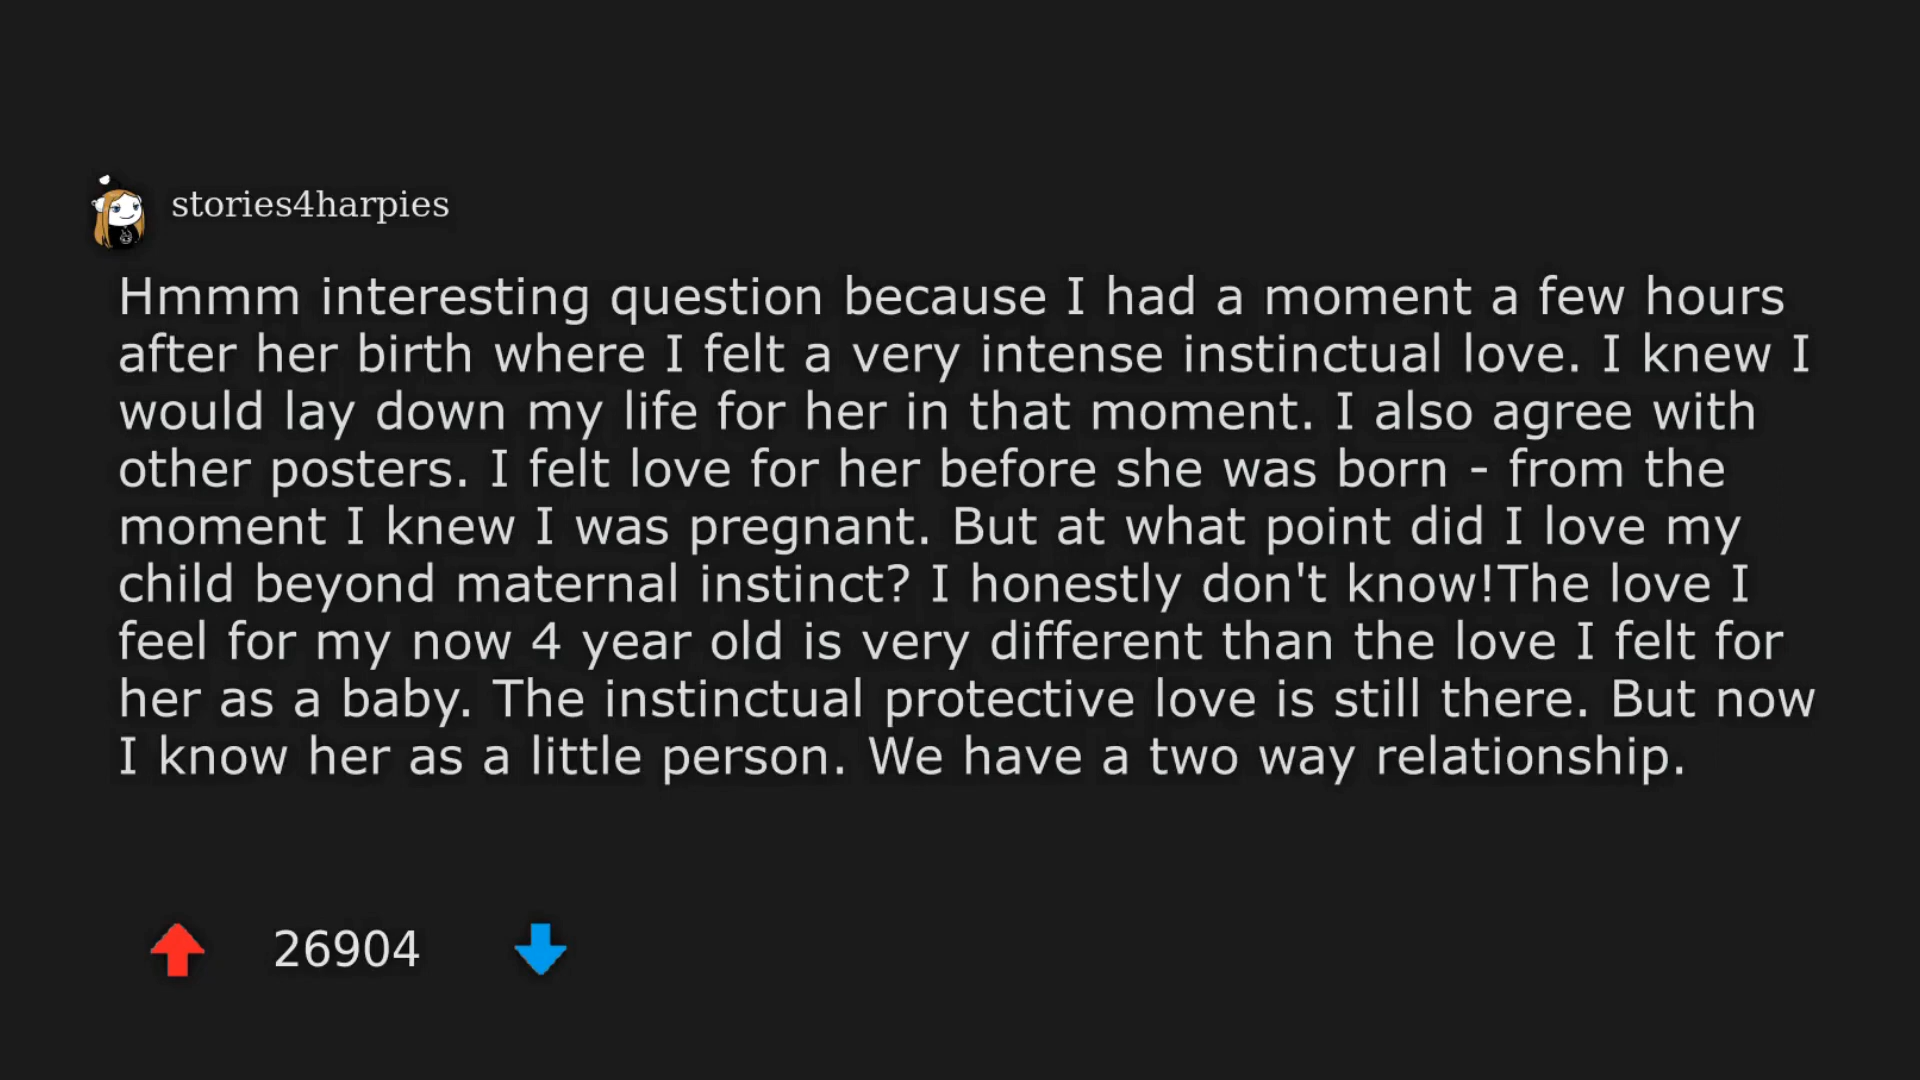 stories4harpies
Hmmm interesting question because I had a moment a few hours
after her birth where I felt a very intense instinctual love. I knew I
would lay down my life for her in that moment. I also agree with
other posters. I felt love for her before she was born - from the
moment I knew I was pregnant. But at what point did I love my
child beyond maternal instinct? I honestly don't know!The love I
feel for my now 4 year old is very different than the love I felt for
her as a baby. The instinctual protective love is still there. But now
I know her as a little person. We have a two way relationship.
26904